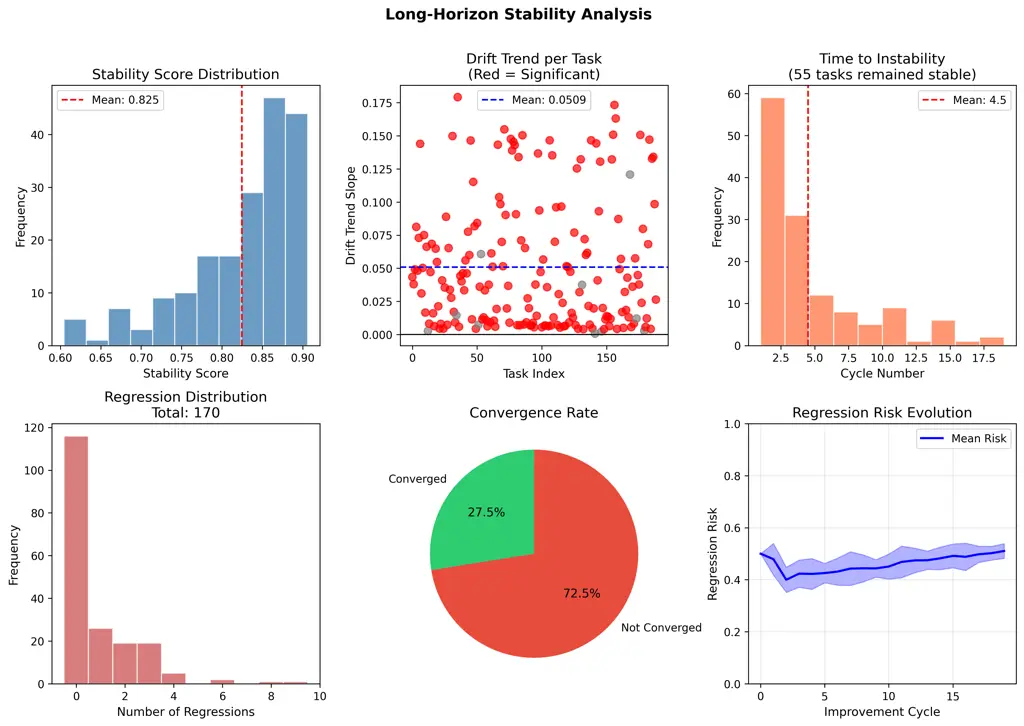 Long-Horizon Stability Analysis
Stability Score Distribution
Mean: 0.825
Frequency
0
10
20
30
40
0.60
0.65
0.70
0.75
0.80
0.85
0.90
Stability Score
Drift Trend per Task
(Red = Significant)
Mean: 0.0509
Drift Trend Slope
0.175
0.150
0.125
0.100
0.075
0.050
0.025
0.000
0
50
100
150
Task Index
Time to Instability
(55 tasks remained stable)
Mean: 4.5
Frequency
60
50
40
30
20
10
0
2.5
5.0
7.5
10.0
12.5
15.0
17.5
Cycle Number
Regression Distribution
Total: 170
Frequency
120
100
80
60
40
20
0
0
2
4
6
8
10
Number of Regressions
Convergence Rate
Converged
27.5%
72.5%
Not Converged
Regression Risk Evolution
Mean Risk
Regression Risk
1.0
0.8
0.6
0.4
0.2
0.0
0
5
10
15
Improvement Cycle